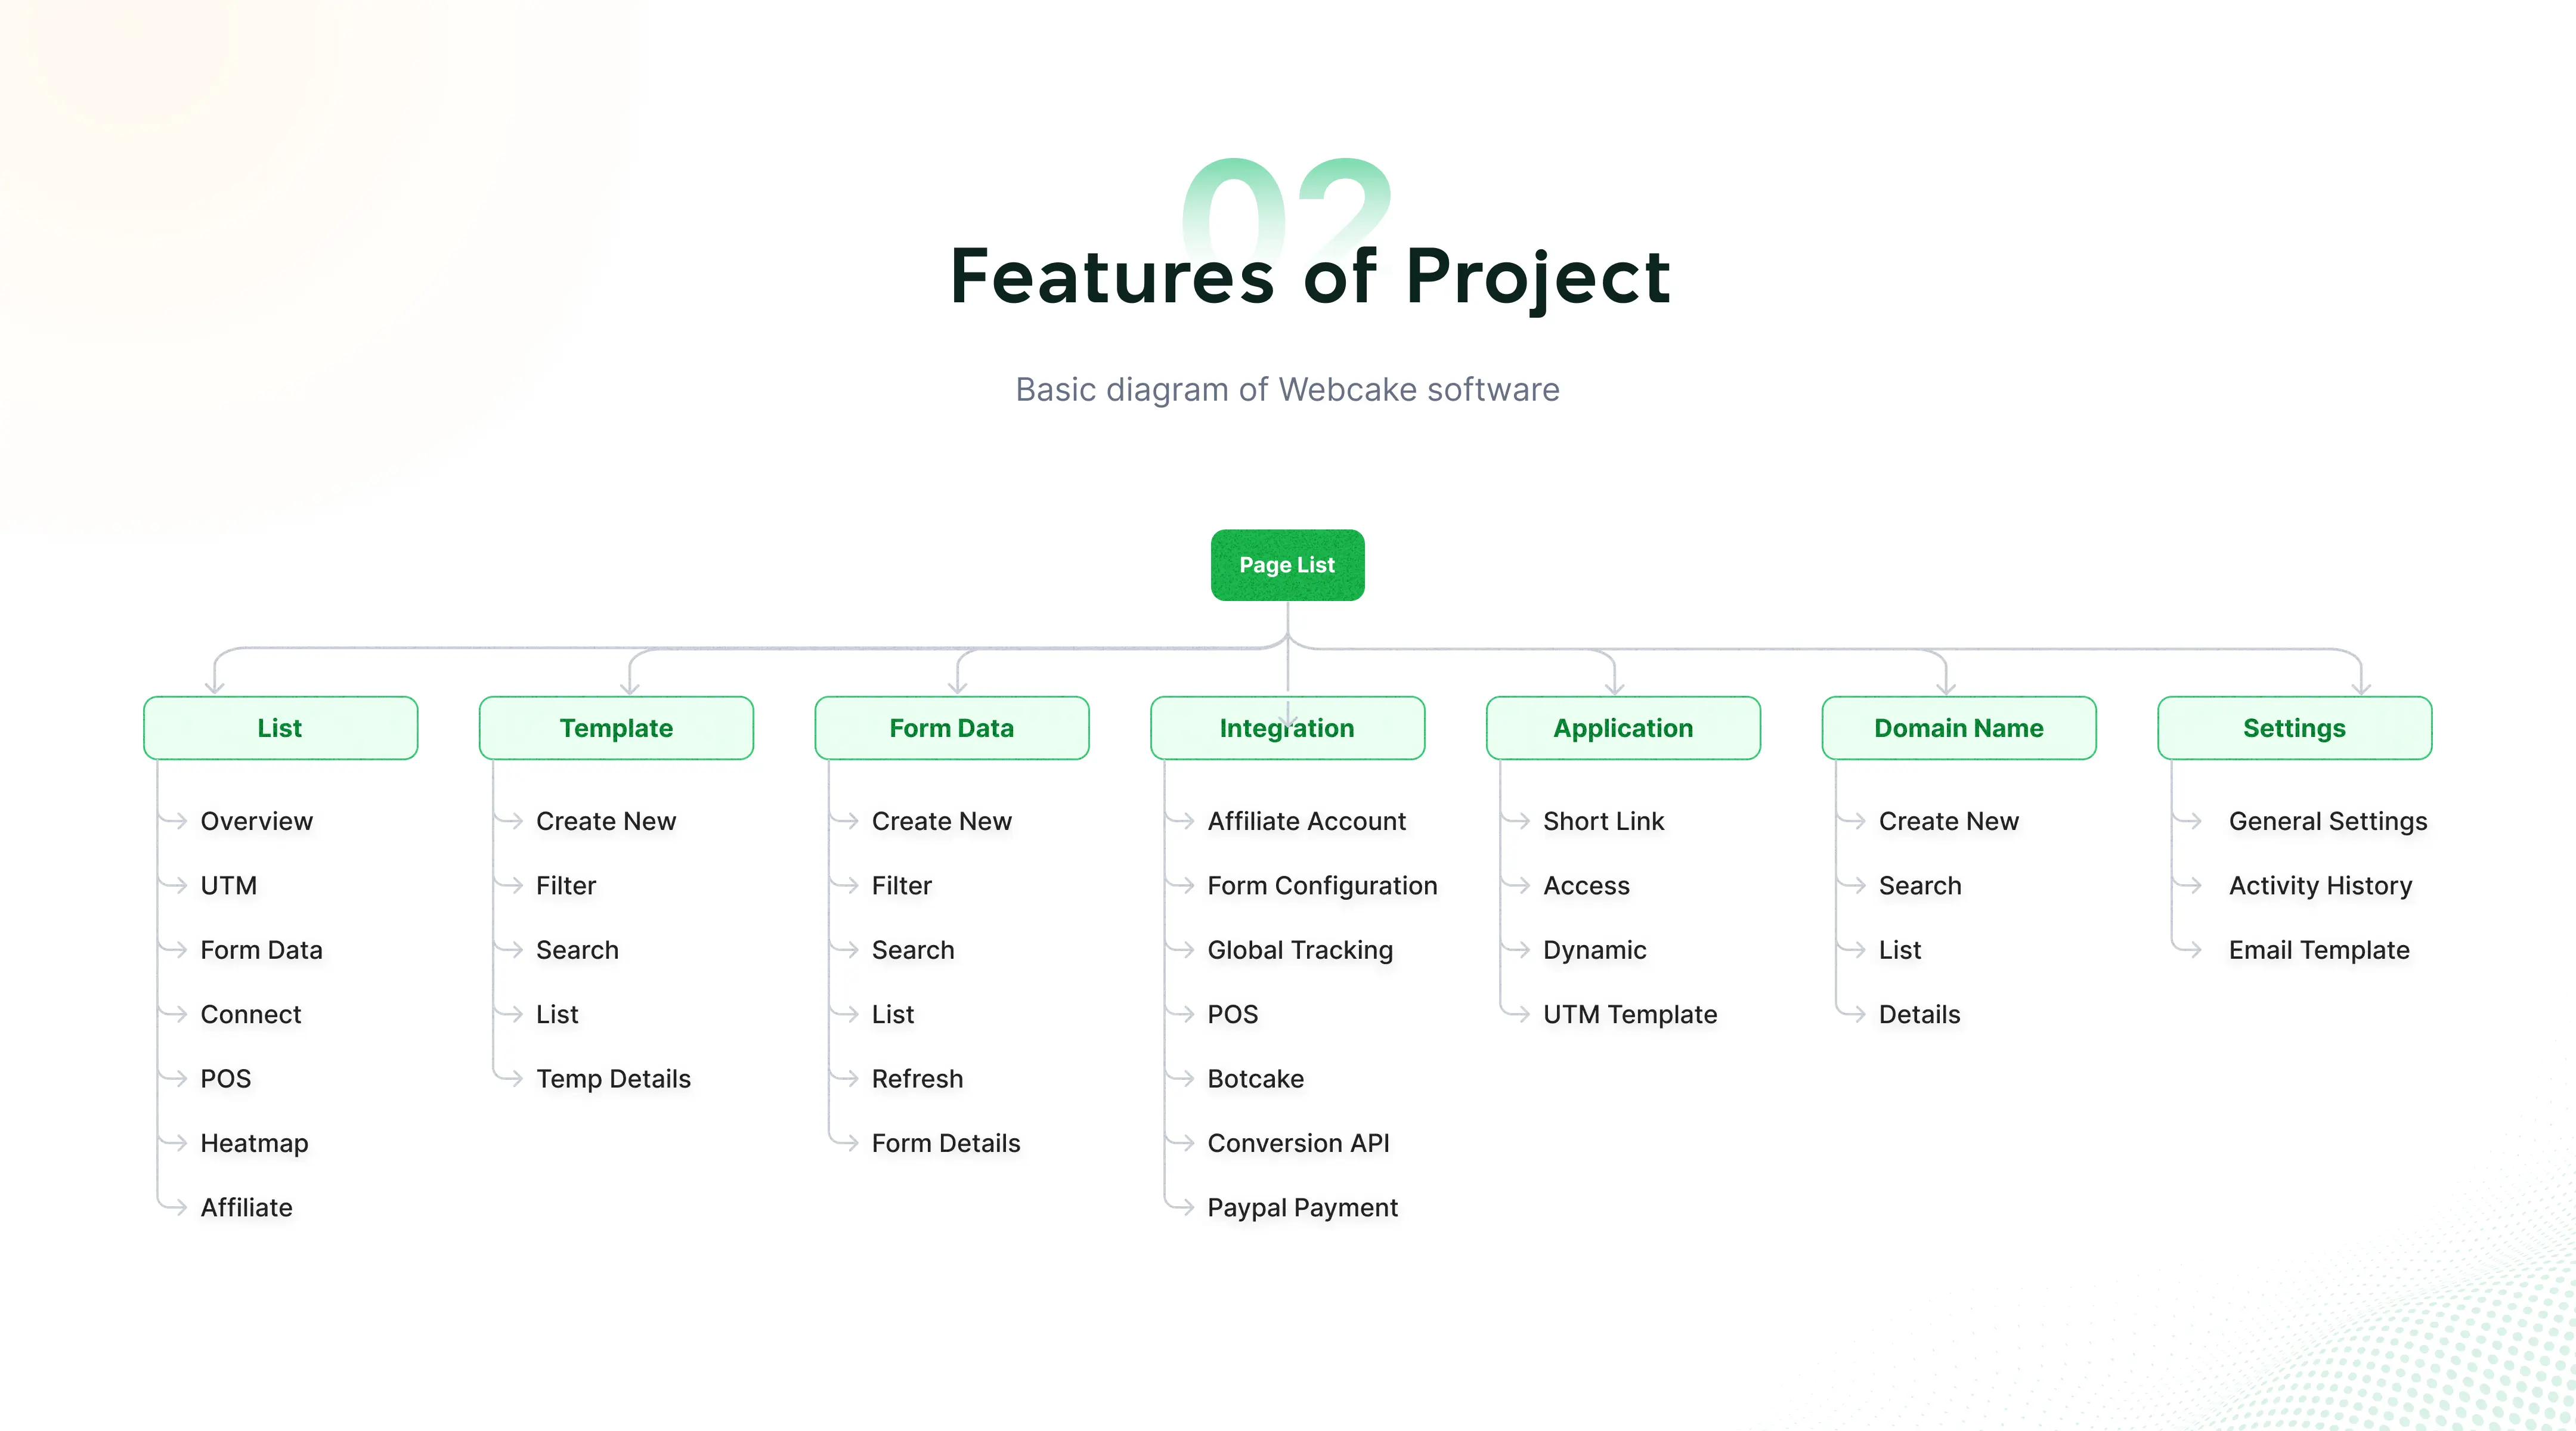 02
Features of Project
Basic diagram of Webcake software
Page List
List
Overview
UTM
Form Data
Connect
POS
Heatmap
Affiliate
Template
Create New
Filter
Search
List
Temp Details
Form Data
Create New
Filter
Search
List
Refresh
Form Details
Integration
Affiliate Account
Form Configuration
Global Tracking
POS
Botcake
Conversion API
Paypal Payment
Application
Short Link
Access
Dynamic
UTM Template
Domain Name
Create New
Search
List
Details
Settings
General Settings
Activity History
Email Template